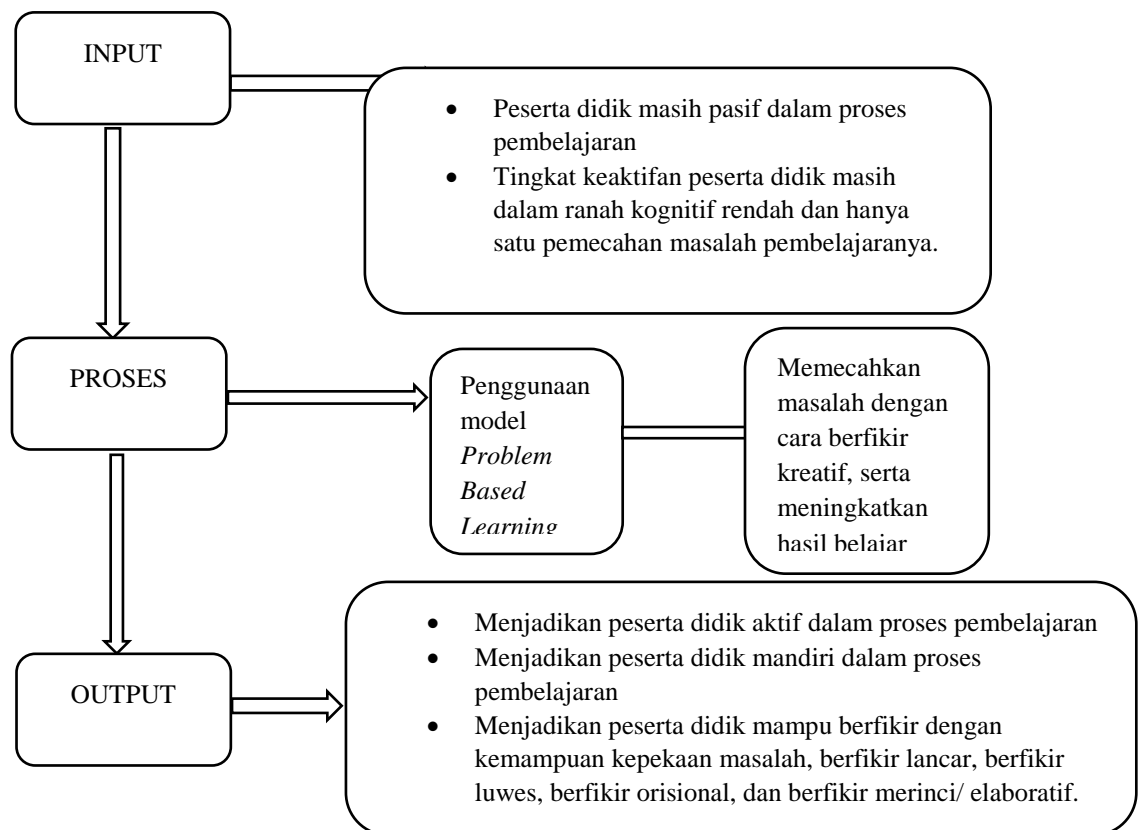 INPUT
• Peserta didik masih pasif dalam proses
pembelajaran
• Tingkat keaktifan peserta didik masih
dalam ranah kognitif rendah dan hanya
satu pemecahan masalah pembelajaranya.
PROSES
Penggunaan
model
Problem
Based
Learning
Memecahkan
masalah dengan
cara berfikir
kreatif, serta
meningkatkan
hasil belajar
OUTPUT
• Menjadikan peserta didik aktif dalam proses pembelajaran
• Menjadikan peserta didik mandiri dalam proses
pembelajaran
• Menjadikan peserta didik mampu berfikir dengan
kemampuan kepekaan masalah, berfikir lancar, berfikir
luwes, berfikir orisional, dan berfikir merinci/ elaboratif.